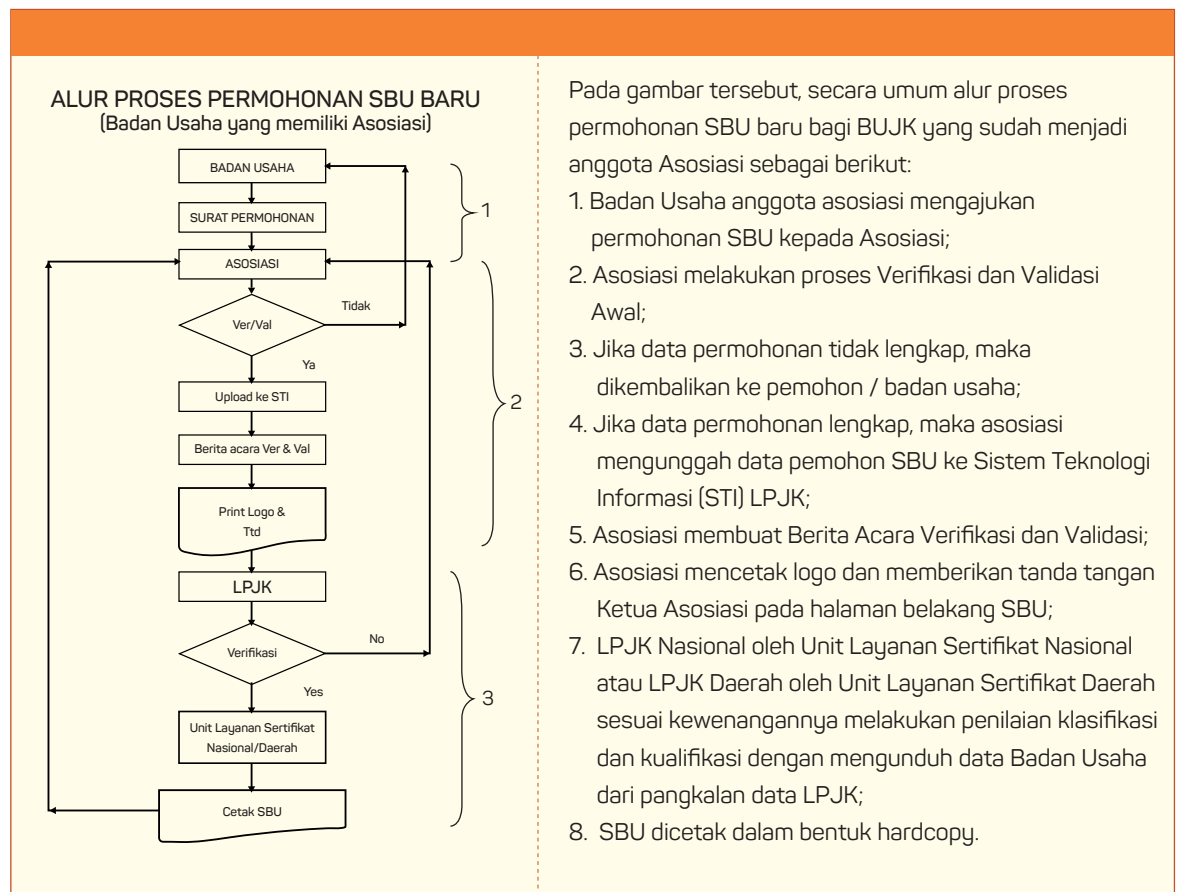 ALUR PROSES PERMOHONAN SBU BARU
(Badan Usaha yang memiliki Asosiasi)
BADAN USAHA
SURAT PERMOHONAN
1
ASOSIASI
Ver/Val
Tidak
Ya
Upload ke STI
2
Berita acara Ver & Val
Print Logo &
Ttd
LPJK
Verifikasi
No
Yes
3
Unit Layanan Sertifikat
Nasional/Daerah
Cetak SBU
Pada gambar tersebut, secara umum alur proses
permohonan SBU baru bagi BUJK yang sudah menjadi
anggota Asosiasi sebagai berikut:
1. Badan Usaha anggota asosiasi mengajukan
permohonan SBU kepada Asosiasi;
2. Asosiasi melakukan proses Verifikasi dan Validasi
Awal;
3. Jika data permohonan tidak lengkap, maka
dikembalikan ke pemohon / badan usaha;
4. Jika data permohonan lengkap, maka asosiasi
mengunggah data pemohon SBU ke Sistem Teknologi
Informasi (STI) LPJK;
5. Asosiasi membuat Berita Acara Verifikasi dan Validasi;
6. Asosiasi mencetak logo dan memberikan tanda tangan
Ketua Asosiasi pada halaman belakang SBU;
7. LPJK Nasional oleh Unit Layanan Sertifikat Nasional
atau LPJK Daerah oleh Unit Layanan Sertifikat Daerah
sesuai kewenangannya melakukan penilaian klasifikasi
dan kualifikasi dengan mengunduh data Badan Usaha
dari pangkalan data LPJK;
8. SBU dicetak dalam bentuk hardcopy.